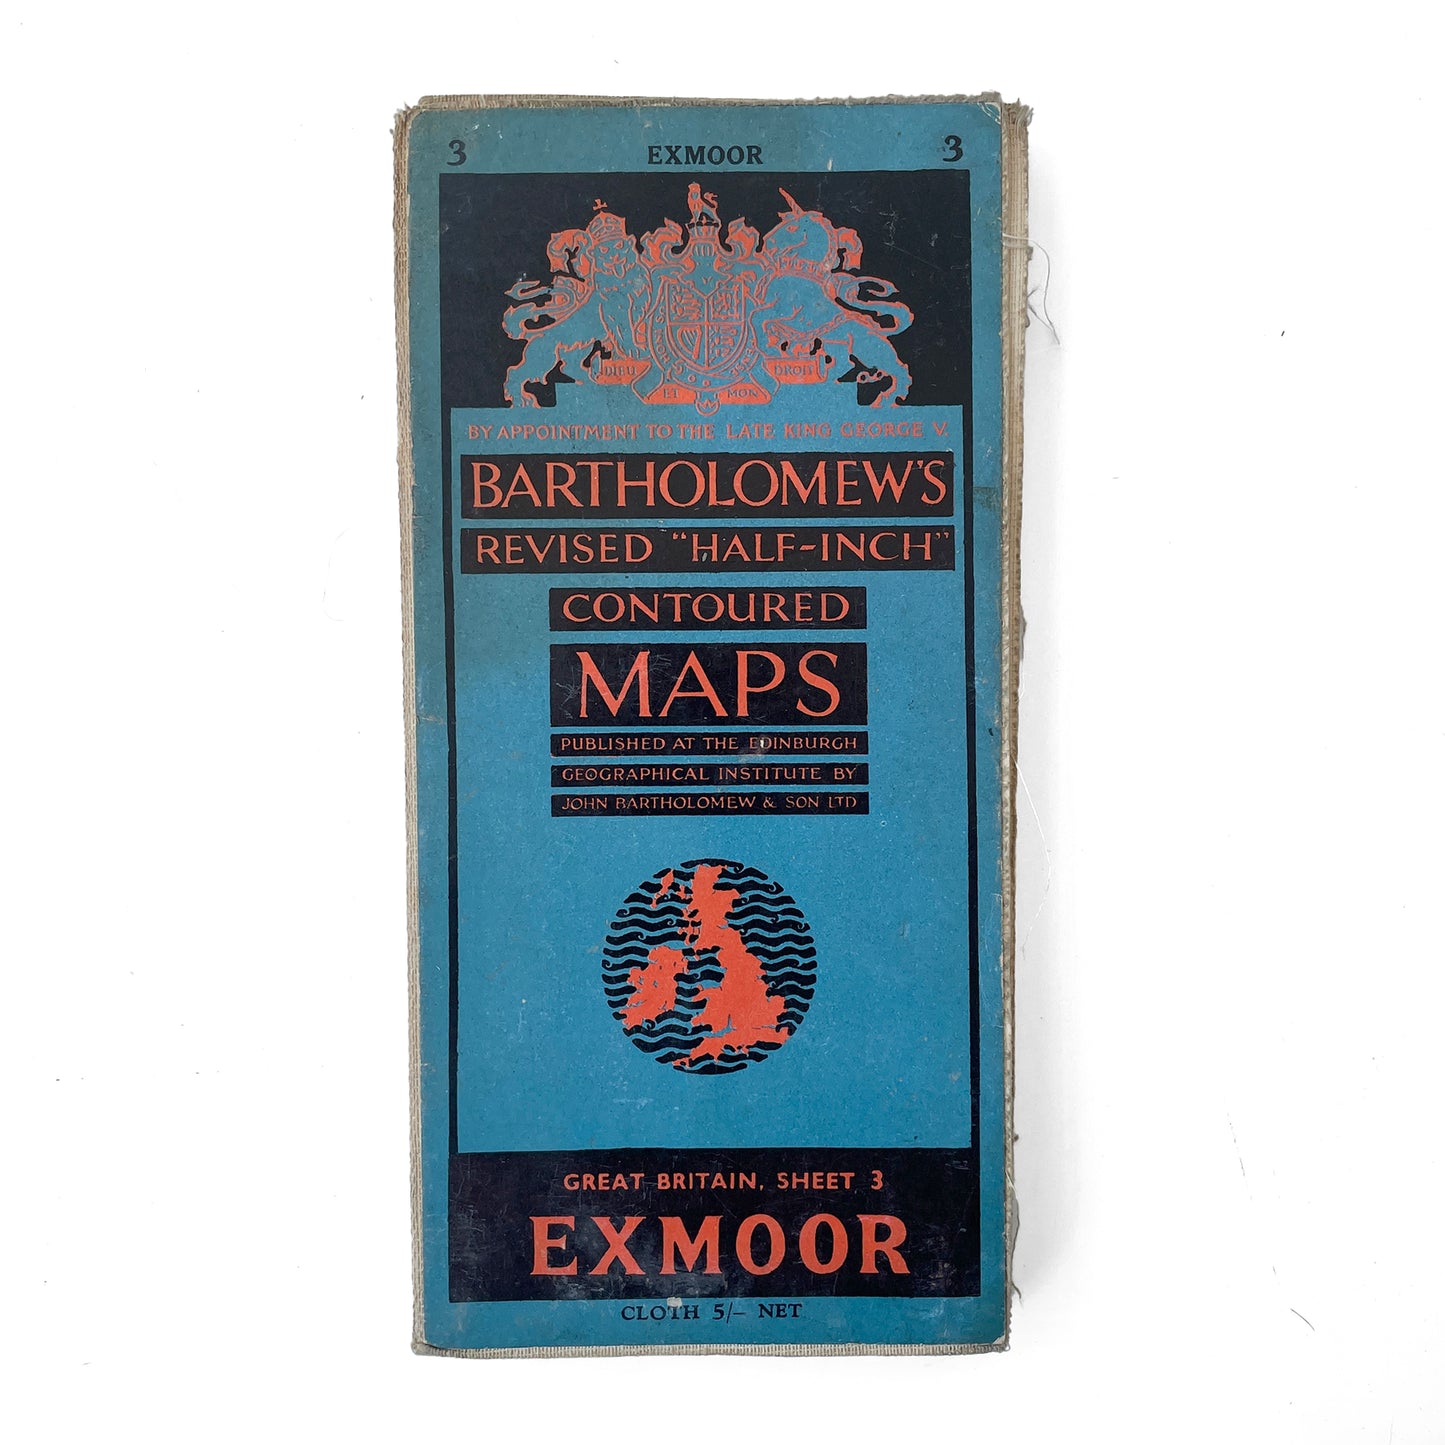 3 EXMOOR 3
DIEU ET MON DROIT
BY APPOINTMENT TO THE LATE KING GEORGE V.
BARTHOLOMEW'S
REVISED "HALF-INCH"
CONTOURED
MAPS
PUBLISHED AT THE EDINBURGH
GEOGRAPHICAL INSTITUTE BY
JOHN BARTHOLOMEW & SON LTD
GREAT BRITAIN, SHEET 3
EXMOOR
CLOTH 5/- NET